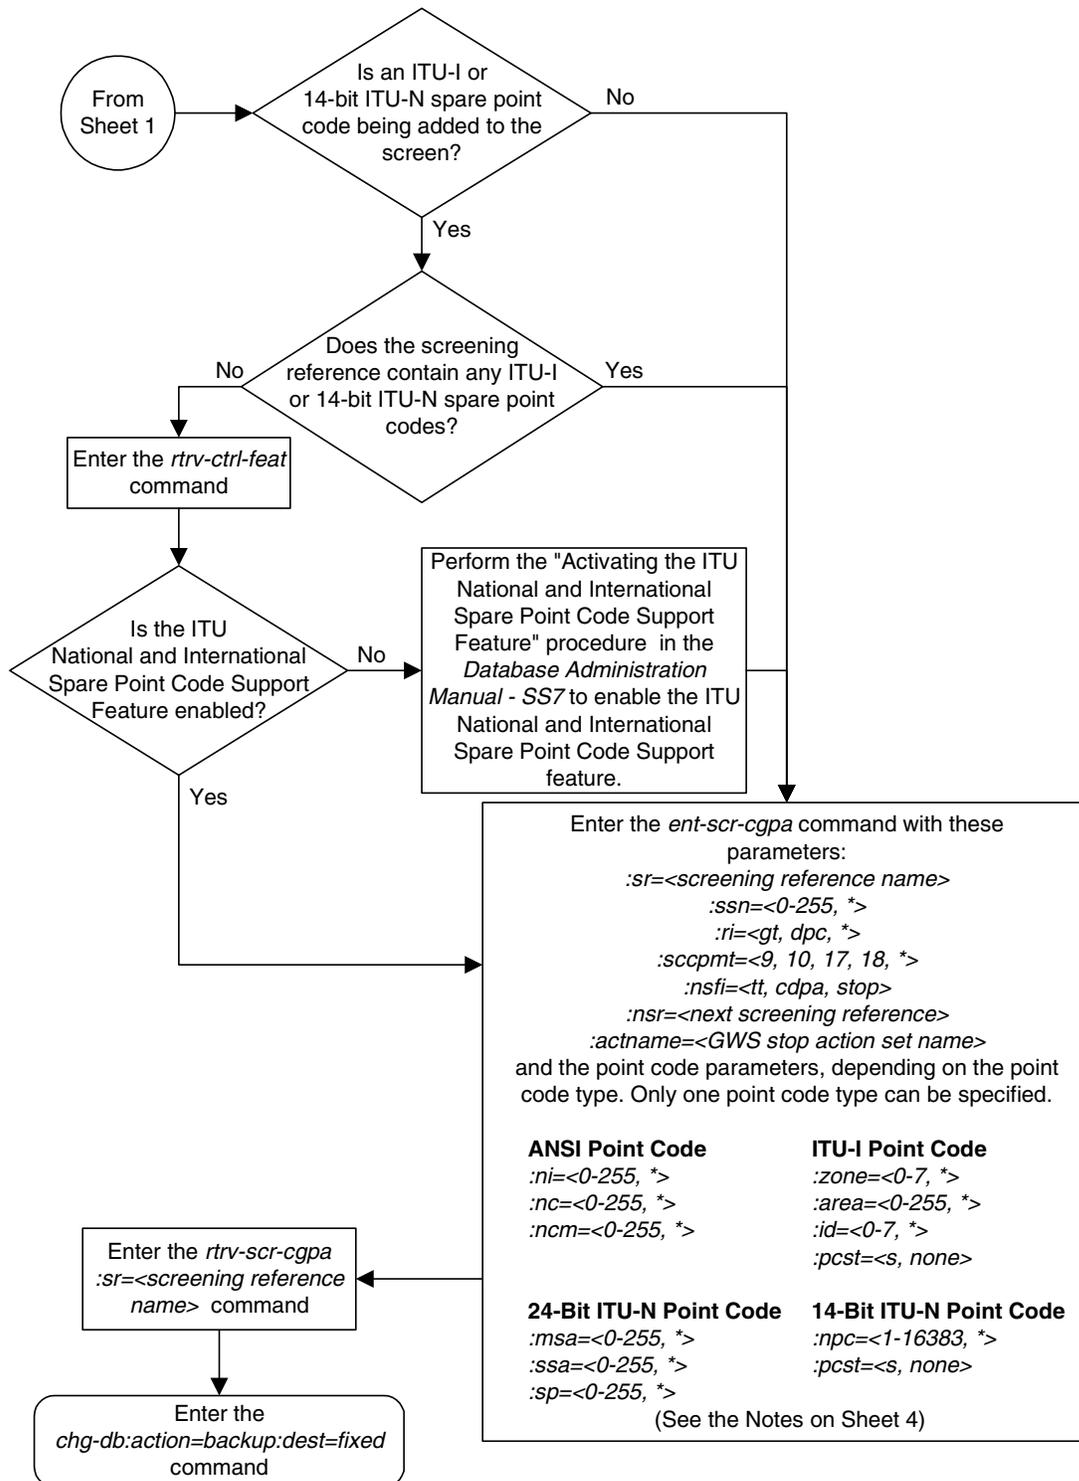 From
Sheet 1
Is an ITU-I or
14-bit ITU-N spare point
code being added to the
screen?
No
Yes
Does the screening
reference contain any ITU-I
or 14-bit ITU-N spare point
codes?
No
Yes
Enter the rtrv-ctrl-feat
command
Is the ITU
National and International
Spare Point Code Support
Feature enabled?
No
Yes
Perform the "Activating the ITU
National and International
Spare Point Code Support
Feature" procedure in the
Database Administration
Manual - SS7 to enable the ITU
National and International
Spare Point Code Support
feature.
Enter the ent-scr-cgpa command with these
parameters:
:sr=<screening reference name>
:ssn=<0-255, *>
:ri=<gt, dpc, *>
:sccpmt=<9, 10, 17, 18, *>
:nsfi=<tt, cdpa, stop>
:nsr=<next screening reference>
:actname=<GWS stop action set name>
and the point code parameters, depending on the point
code type. Only one point code type can be specified.
ANSI Point Code
:ni=<0-255, *>
:nc=<0-255, *>
:ncm=<0-255, *>
ITU-I Point Code
:zone=<0-7, *>
:area=<0-255, *>
:id=<0-7, *>
:pcst=<s, none>
24-Bit ITU-N Point Code
:msa=<0-255, *>
:ssa=<0-255, *>
:sp=<0-255, *>
14-Bit ITU-N Point Code
:npc=<1-16383, *>
:pcst=<s, none>
(See the Notes on Sheet 4)
Enter the rtrv-scr-cgpa
:sr=<screening reference
name> command
Enter the
chg-db:action=backup:dest=fixed
command